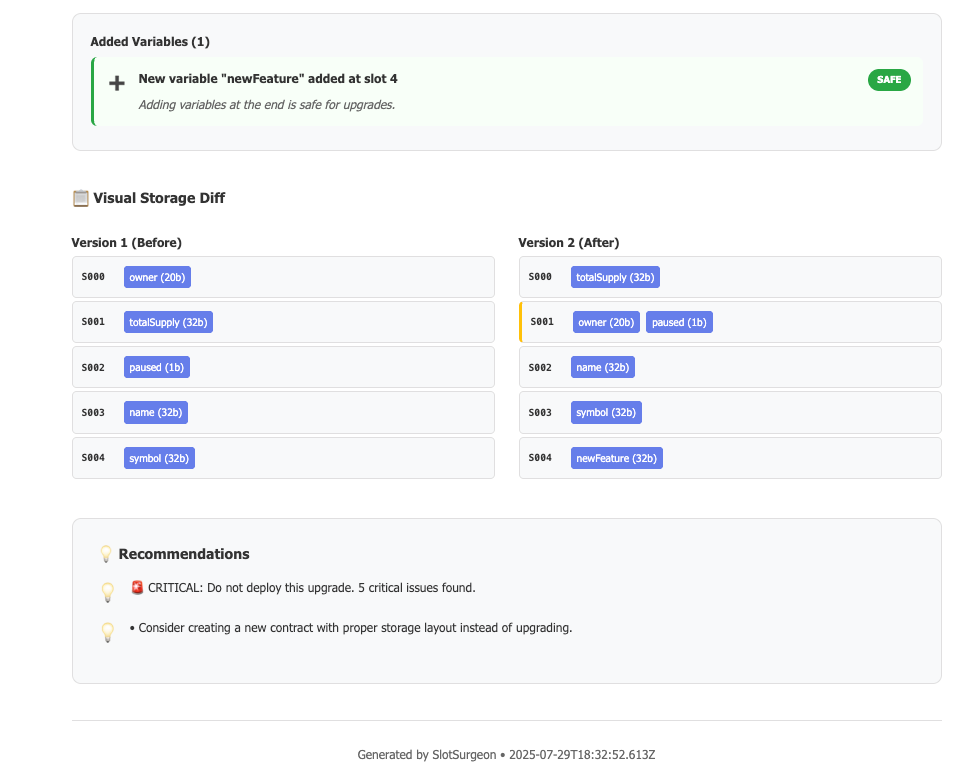 Added Variables (1)
New variable "newFeature" added at slot 4
SAFE
Adding variables at the end is safe for upgrades.
Visual Storage Diff
Version 1 (Before)
S000 owner (20b)
S001 totalSupply (32b)
S002 paused (1b)
S003 name (32b)
S004 symbol (32b)
Version 2 (After)
S000 totalSupply (32b)
S001 owner (20b) paused (1b)
S002 name (32b)
S003 symbol (32b)
S004 newFeature (32b)
Recommendations
CRITICAL: Do not deploy this upgrade. 5 critical issues found.
• Consider creating a new contract with proper storage layout instead of upgrading.
Generated by SlotSurgeon • 2025-07-29T18:32:52.613Z